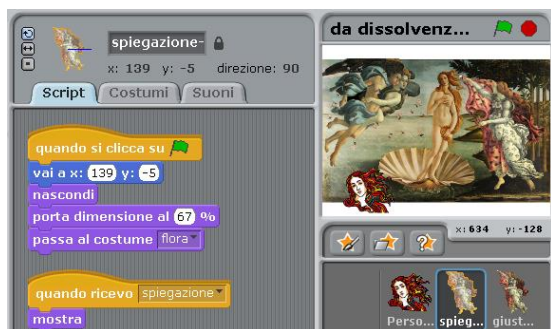 spiegazione-
x: 139 y: -5 direzione: 90
Script Costumi Suoni
quando si clicca su
vai a x: 139 y: -5
nascondi
porta dimensione al 67 %
passa al costume flora
quando ricevo spiegazione
mostra
da dissolvenz...
x: 634 y: -128
Perso... spieg... giust...